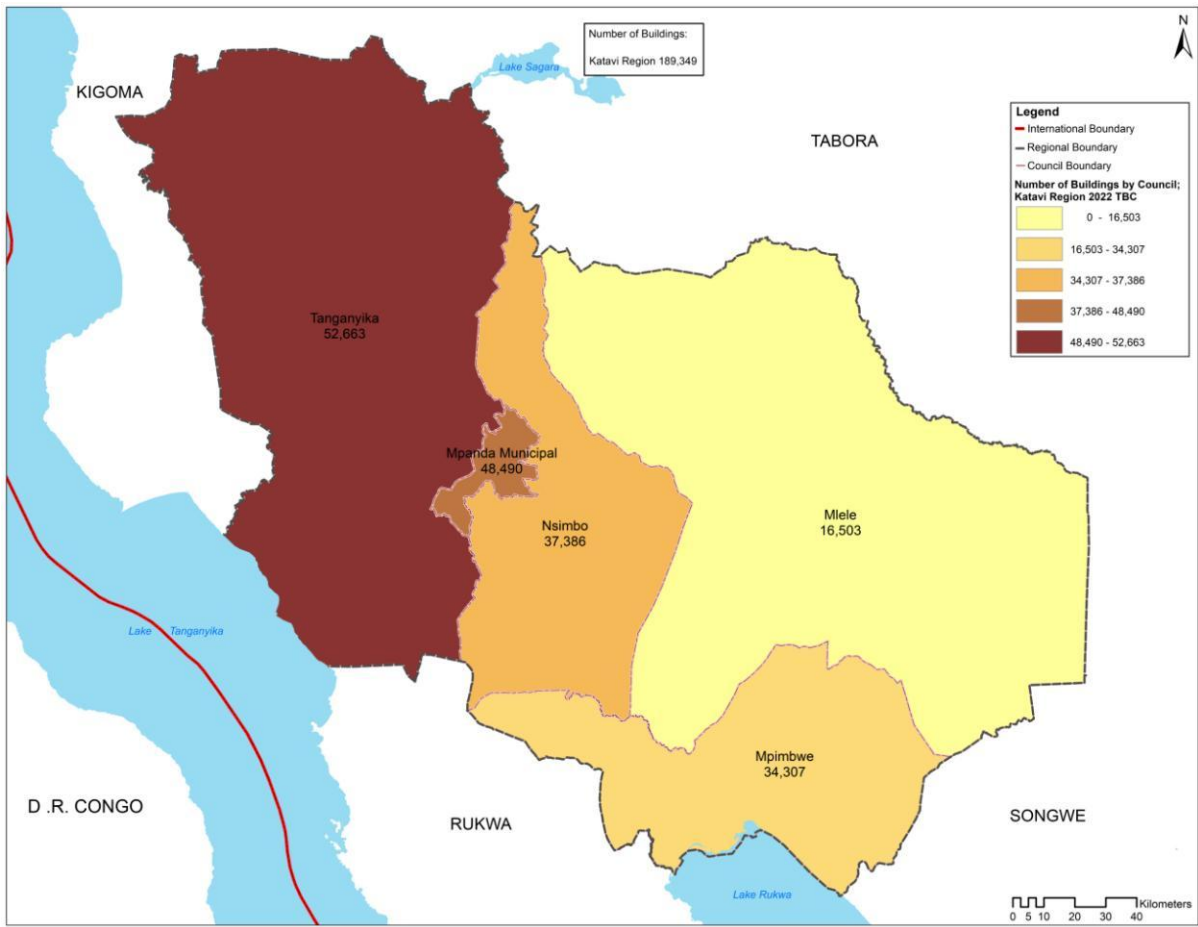 Number of Buildings:
Katavi Region 189,349
N
Lake Sagara
KIGOMA
TABORA
Legend
International Boundary
Regional Boundary
Council Boundary
Number of Buildings by Council;
Katavi Region 2022 TBC
0 - 16,503
16,503 - 34,307
34,307 - 37,386
37,386 - 48,490
48,490 - 52,663
Tanganyika
52,663
Mpanda Municipal
48,490
Nsimbo
37,386
Mlele
16,503
Lake Tanganyika
Mpimbwe
34,307
D .R. CONGO
RUKWA
SONGWE
Lake Rukwa
Kilometers
0 5 10 20 30 40